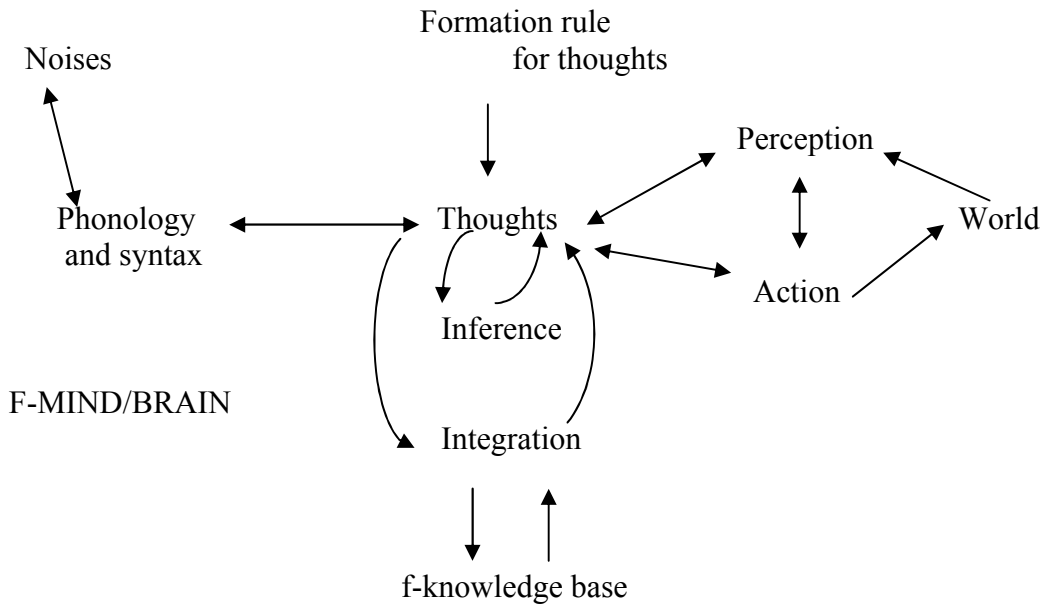 Formation rule
for thoughts
Noises
Perception
Phonology
and syntax
Thoughts
World
Action
Inference
F-MIND/BRAIN
Integration
f-knowledge base